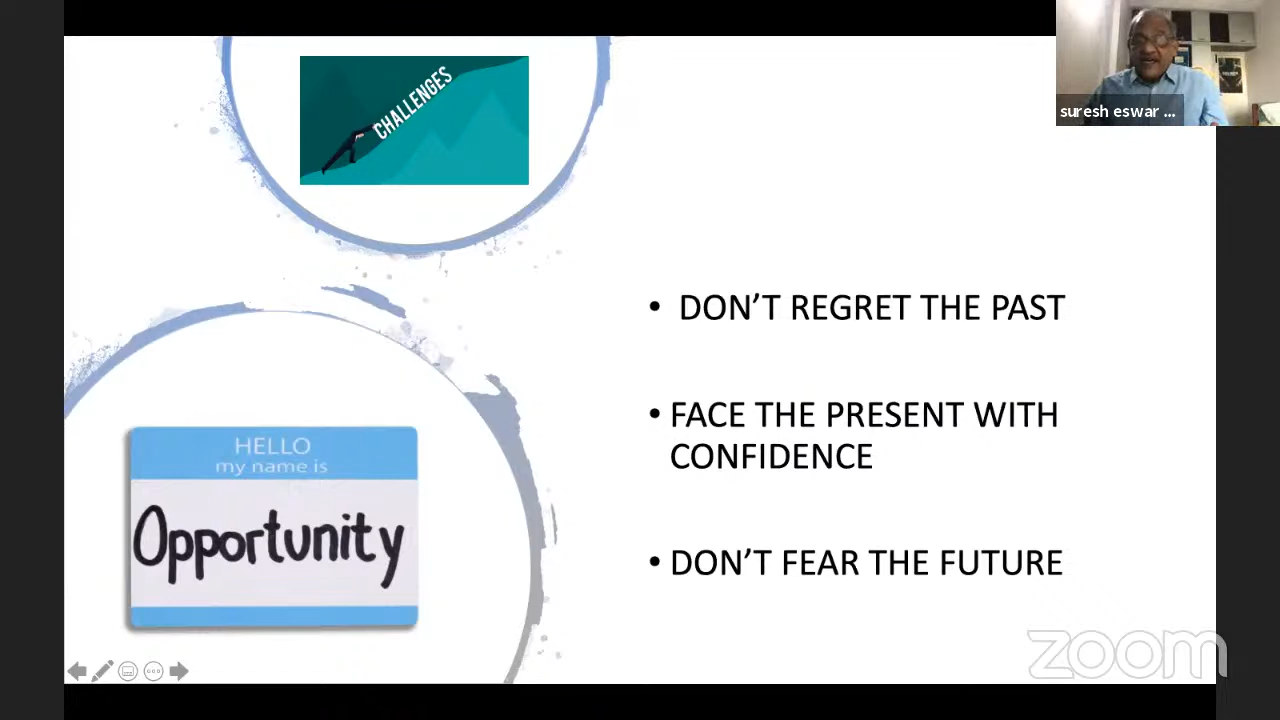 CHALLENGES
suresh eswar ...
• DON’T REGRET THE PAST
• FACE THE PRESENT WITH
CONFIDENCE
• DON’T FEAR THE FUTURE
HELLO
my name is
Opportunity
zoom